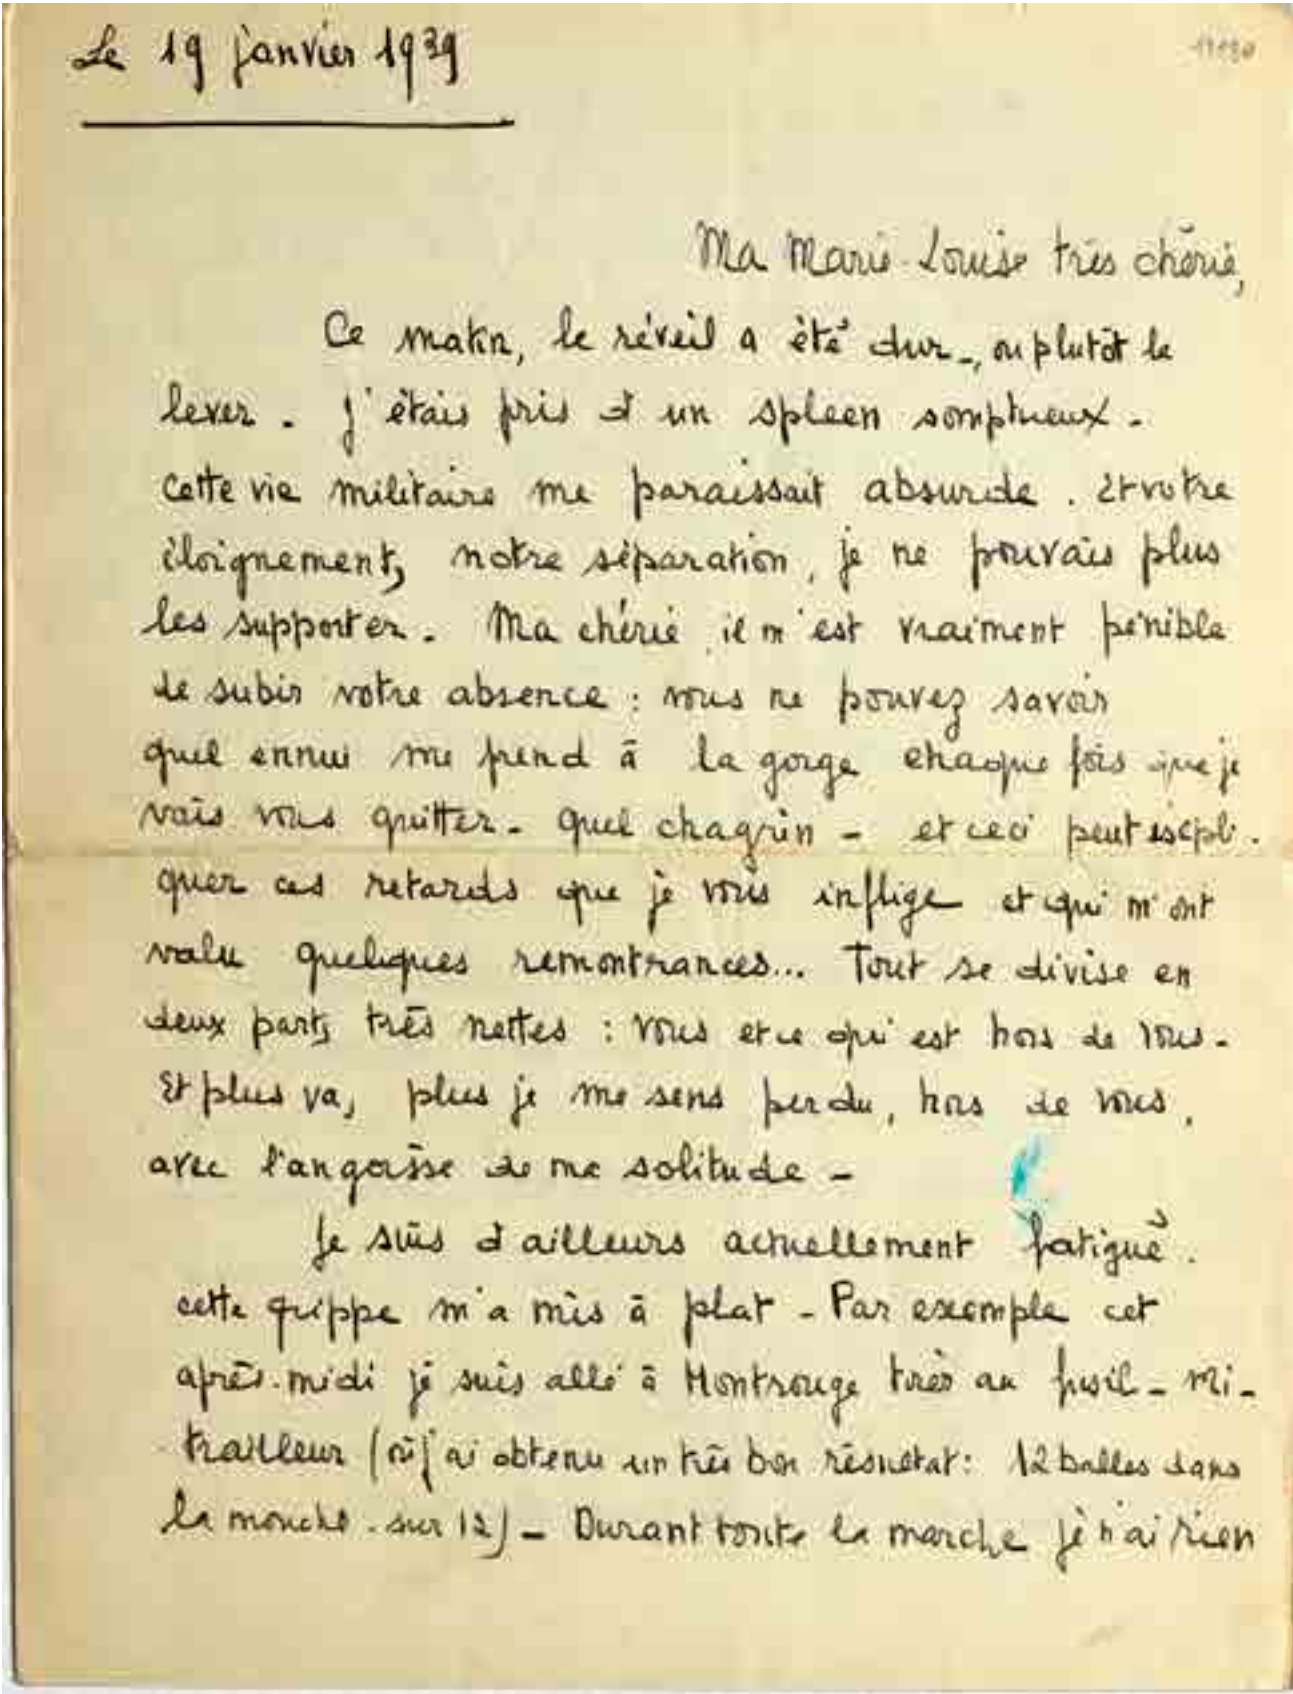 Le 19 janvier 1939
Ma Marie-Louise très chérie,
Ce matin, le réveil a été dur -, ou plutôt le
lever. J'étais pris d'un spleen somptueux -
cette vie militaire me paraissait absurde. Et votre
éloignement, notre séparation, je ne pouvais plus
les supporter. Ma chérie il m'est vraiment pénible
de subir votre absence : vous ne pouvez savoir
quel ennui me prend à la gorge chaque fois que je
vais vous quitter - quel chagrin - et ceci peut expli-
quer ces retards que je vous inflige et qui m'ont
valu quelques remontrances... Tout se divise en
deux parts très nettes : vous et ce qui est hors de vous -
Et plus va, plus je me sens perdu, hors de vous,
avec l'angoisse de ma solitude -
Je suis d'ailleurs actuellement fatigué.
cette grippe m'a mis à plat - Par exemple cet
après-midi je suis allé à Montrouge tirer au fusil-mi-
trailleur (où j'ai obtenu un très bon résultat : 12 balles dans
la mouche - sur 12) - Durant toute la marche je n'ai rien